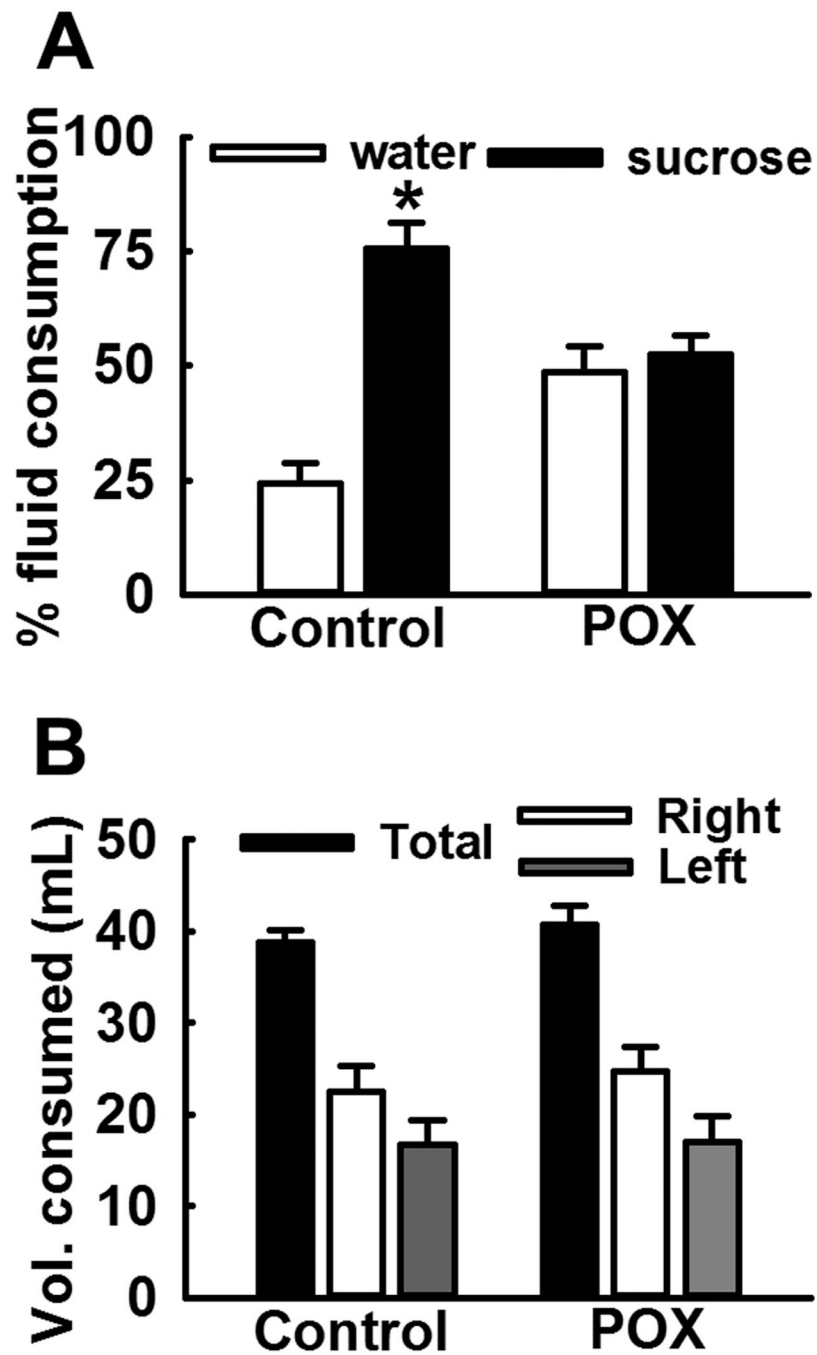 A
% fluid consumption
100
75
50
25
0
water
sucrose
*
Control
POX
B
Vol. consumed (mL)
50
40
30
20
10
0
Total
Right
Left
Control
POX